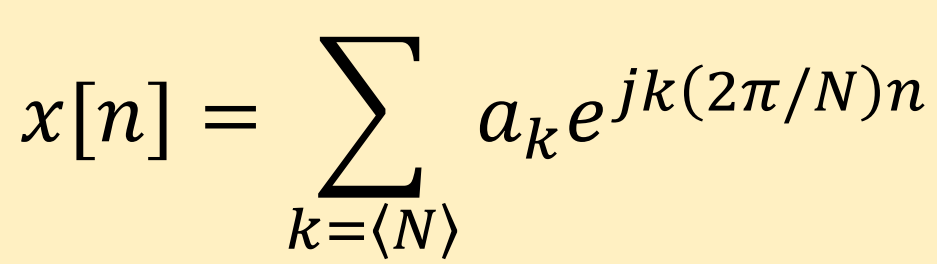 x[n] = ∑_{k=⟨N⟩} a_k e^{jk(2π/N)n}